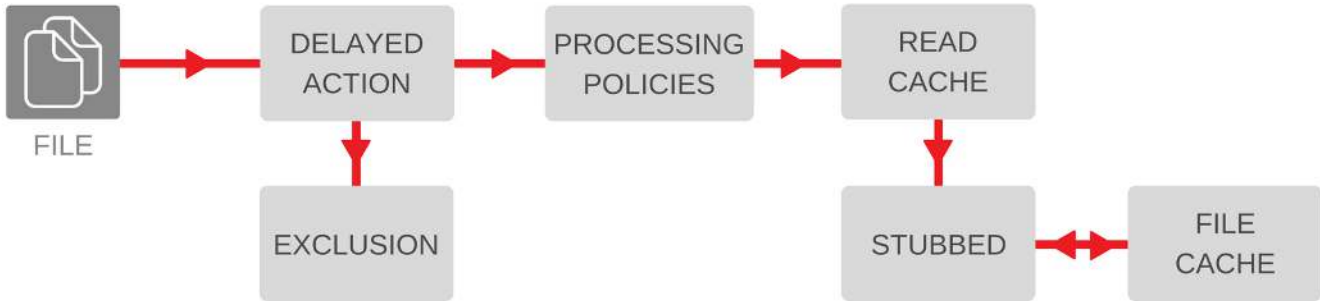 FILE
DELAYED
ACTION
PROCESSING
POLICIES
READ
CACHE
EXCLUSION
STUBBED
FILE
CACHE